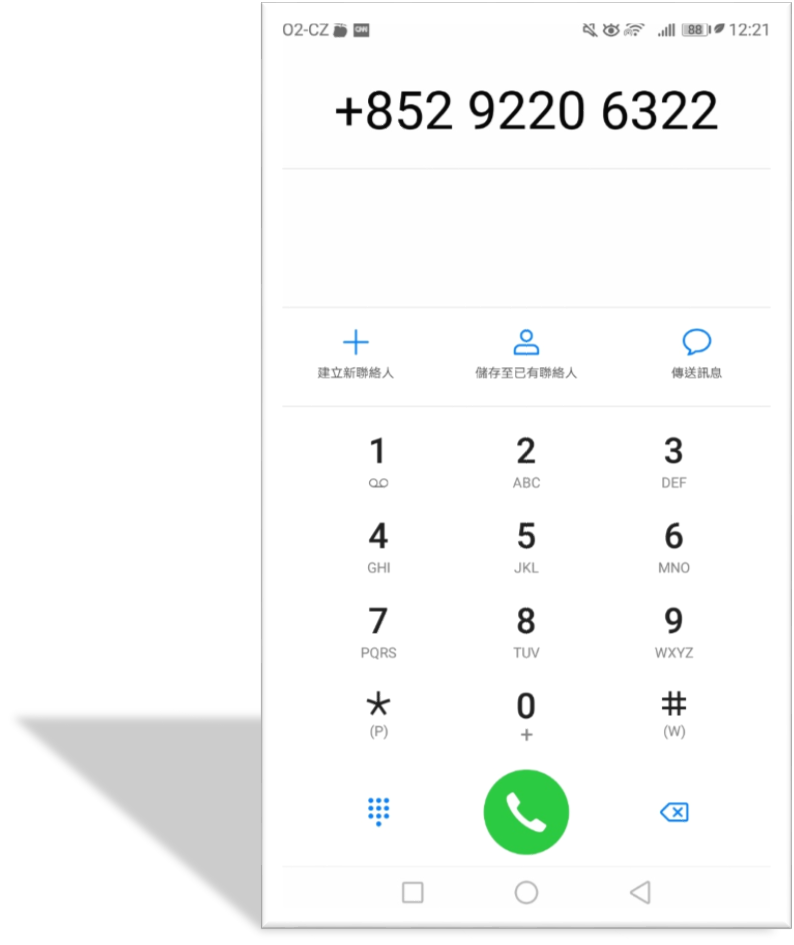 O2-CZ 88 12:21
+852 9220 6322
建立新聯絡人 儲存至已有聯絡人 傳送訊息
1 2 3
ABC DEF
4 5 6
GHI JKL MNO
7 8 9
PQRS TUV WXYZ
* 0 #
(P) + (W)